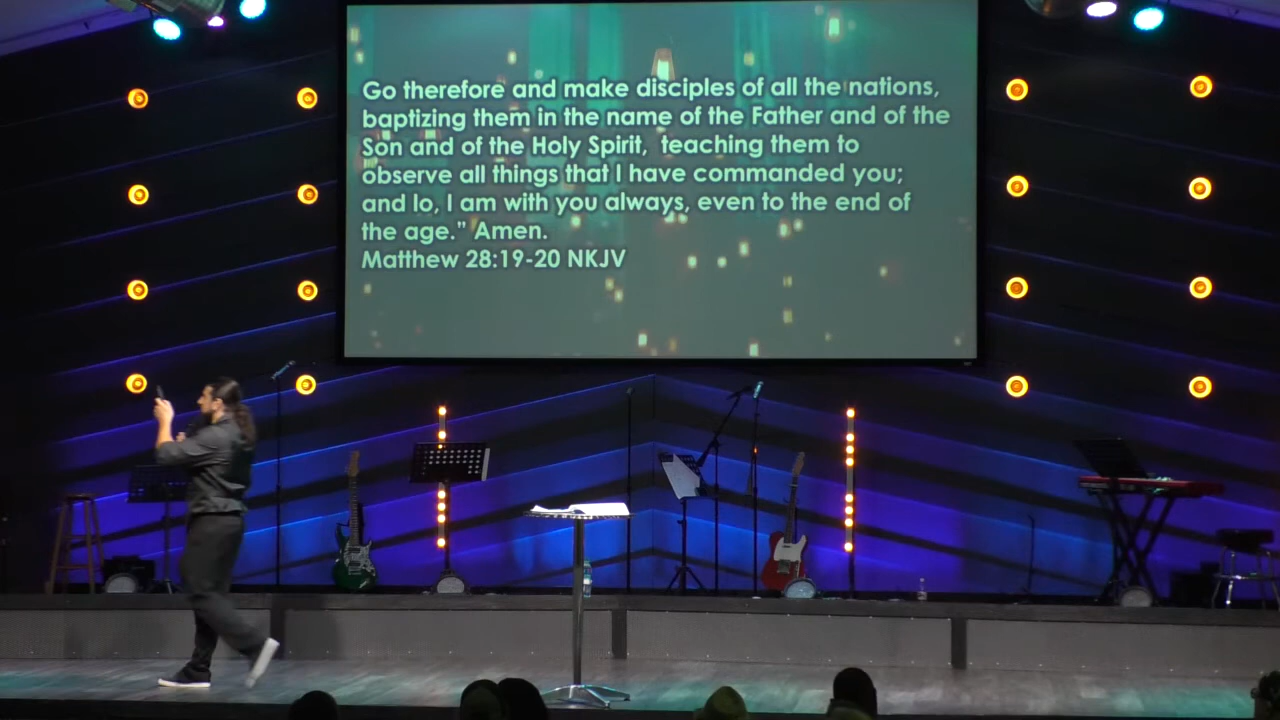 Go therefore and make disciples of all the nations,
baptizing them in the name of the Father and of the
Son and of the Holy Spirit,  teaching them to
observe all things that I have commanded you;
and lo, I am with you always, even to the end of
the age.” Amen.
Matthew 28:19-20 NKJV